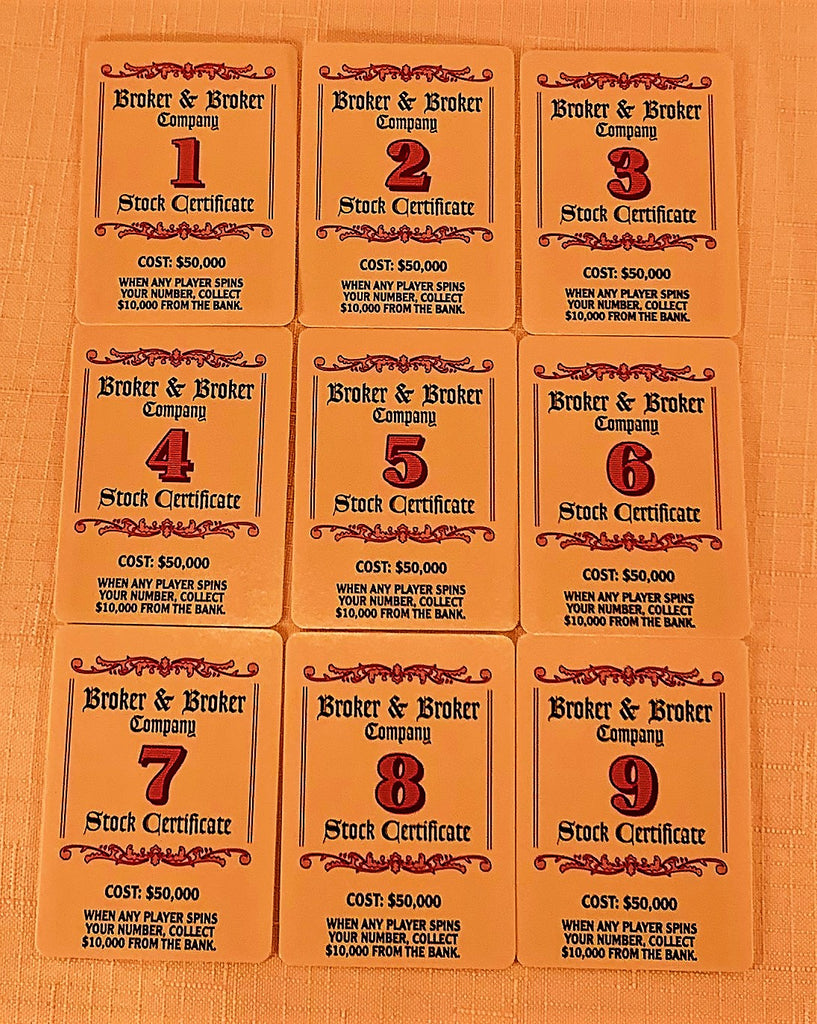 Broker & Broker
Company
1
Stock Certificate
COST: $50,000
WHEN ANY PLAYER SPINS
YOUR NUMBER, COLLECT
$10,000 FROM THE BANK.
Broker & Broker
Company
2
Stock Certificate
COST: $50,000
WHEN ANY PLAYER SPINS
YOUR NUMBER, COLLECT
$10,000 FROM THE BANK.
Broker & Broker
Company
3
Stock Certificate
COST: $50,000
WHEN ANY PLAYER SPINS
YOUR NUMBER, COLLECT
$10,000 FROM THE BANK.
Broker & Broker
Company
4
Stock Certificate
COST: $50,000
WHEN ANY PLAYER SPINS
YOUR NUMBER, COLLECT
$10,000 FROM THE BANK.
Broker & Broker
Company
5
Stock Certificate
COST: $50,000
WHEN ANY PLAYER SPINS
YOUR NUMBER, COLLECT
$10,000 FROM THE BANK.
Broker & Broker
Company
6
Stock Certificate
COST: $50,000
WHEN ANY PLAYER SPINS
YOUR NUMBER, COLLECT
$10,000 FROM THE BANK.
Broker & Broker
Company
7
Stock Certificate
COST: $50,000
WHEN ANY PLAYER SPINS
YOUR NUMBER, COLLECT
$10,000 FROM THE BANK.
Broker & Broker
Company
8
Stock Certificate
COST: $50,000
WHEN ANY PLAYER SPINS
YOUR NUMBER, COLLECT
$10,000 FROM THE BANK.
Broker & Broker
Company
9
Stock Certificate
COST: $50,000
WHEN ANY PLAYER SPINS
YOUR NUMBER, COLLECT
$10,000 FROM THE BANK.